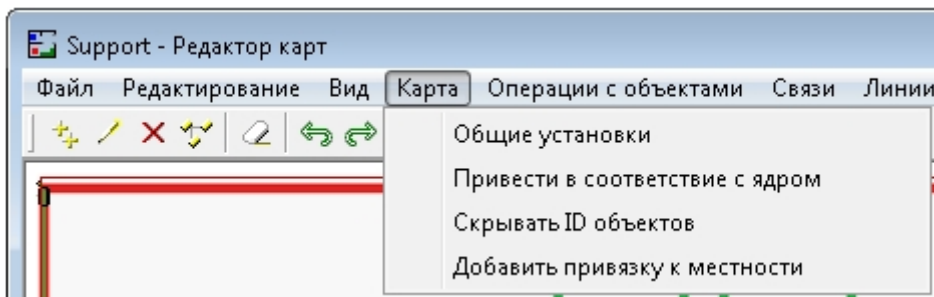 Support - Редактор карт
Файл Редактирование Вид Карта Операции с объектами Связи Линии
Общие установки
Привести в соответствие с ядром
Скрывать ID объектов
Добавить привязку к местности